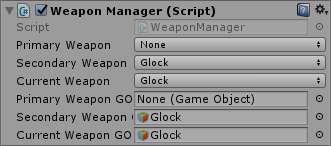 Weapon Manager (Script)
Script WeaponManager
Primary Weapon None
Secondary Weapon Glock
Current Weapon Glock
Primary Weapon GO None (Game Object)
Secondary Weapon G Glock
Current Weapon GO Glock